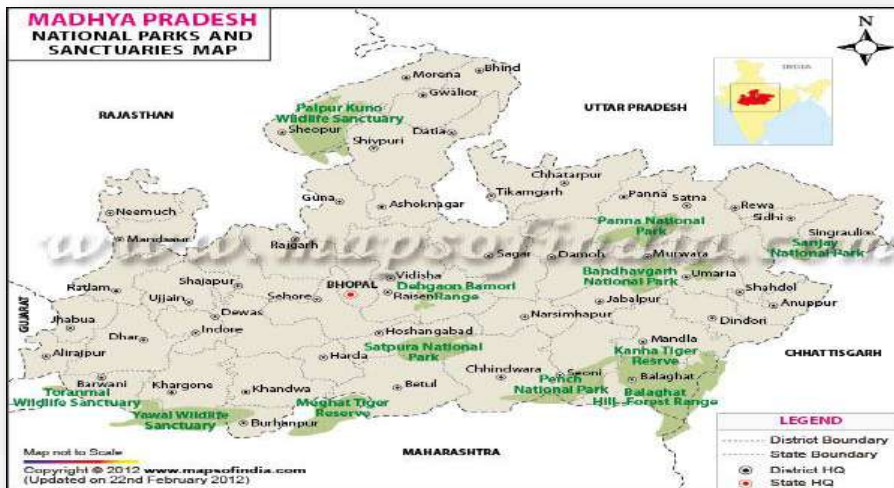 MADHYA PRADESH
NATIONAL PARKS AND
SANCTUARIES MAP
N
INDIA
RAJASTHAN
UTTAR PRADESH
Morena
Bhind
Gwalior
Palpur Kuno
Wildlife Sanctuary
Sheopur
Datia
Shivpuri
Chhatarpur
Tikamgarh
Panna
Satna
Rewa
Sidhi
Singrauli
Guna
Ashoknagar
Neemuch
Mandsaur
Rajgarh
www.mapsofindia.com
Panna National
Park
Sanjay
National Park
Sagar
Damoh
Murwara
Bandhavgarh
National Park
Umaria
Vidisha
BHOPAL
Dehgaon Bamori
Range
Raisen
Sehore
Shajapur
Ratlam
Ujjain
Dewas
Jabalpur
Shahdol
Anuppur
Dindori
GUJARAT
Jhabua
Dhar
Indore
Hoshangabad
Narsimhapur
Mandla
Alirajpur
Harda
Satpura National
Park
Kanha Tiger
Resrve
CHHATTISGARH
Barwani
Khargone
Khandwa
Betul
Chhindwara
Seoni
Balaghat
Pench
National Park
Balaghat
Hill-Forest Range
Toranmal
Wildlife Sanctuary
Yawal Wildlife
Sanctuary
Burhanpur
Meghat Tiger
Reserve
MAHARASHTRA
LEGEND
District Boundary
State Boundary
District HQ
State HQ
Map not to Scale
Copyright © 2012 www.mapsofindia.com
(Updated on 22nd February 2012)